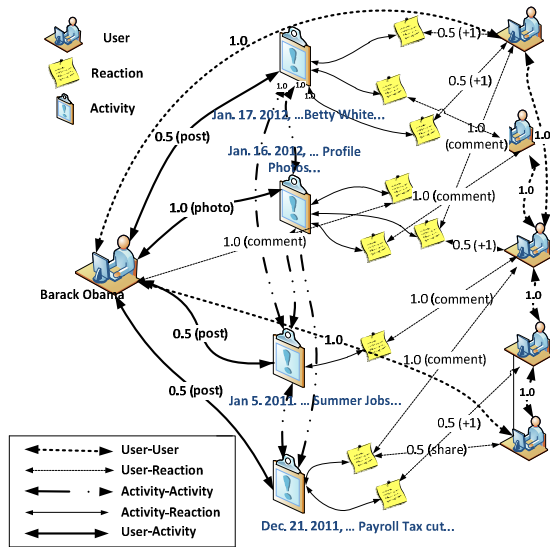 User
Reaction
Activity
1.0
0.5 (+1)
0.5 (+1)
1.0
1.0
1.0
Jan. 17. 2012, ...Betty White...
0.5 (post)
1.0
(comment)
1.0
Jan. 16. 2012, ... Profile
Photos...
1.0 (photo)
1.0 (comment)
1.0
1.0 (comment)
0.5 (+1)
Barack Obama
1.0 (comment)
0.5 (post)
1.0
1.0
1.0 (comment)
0.5 (post)
Jan 5. 2011. ... Summer Jobs...
1.0
0.5 (+1)
0.5 (share)
User-User
User-Reaction
Activity-Activity
Activity-Reaction
User-Activity
Dec. 21. 2011, ... Payroll Tax cut...